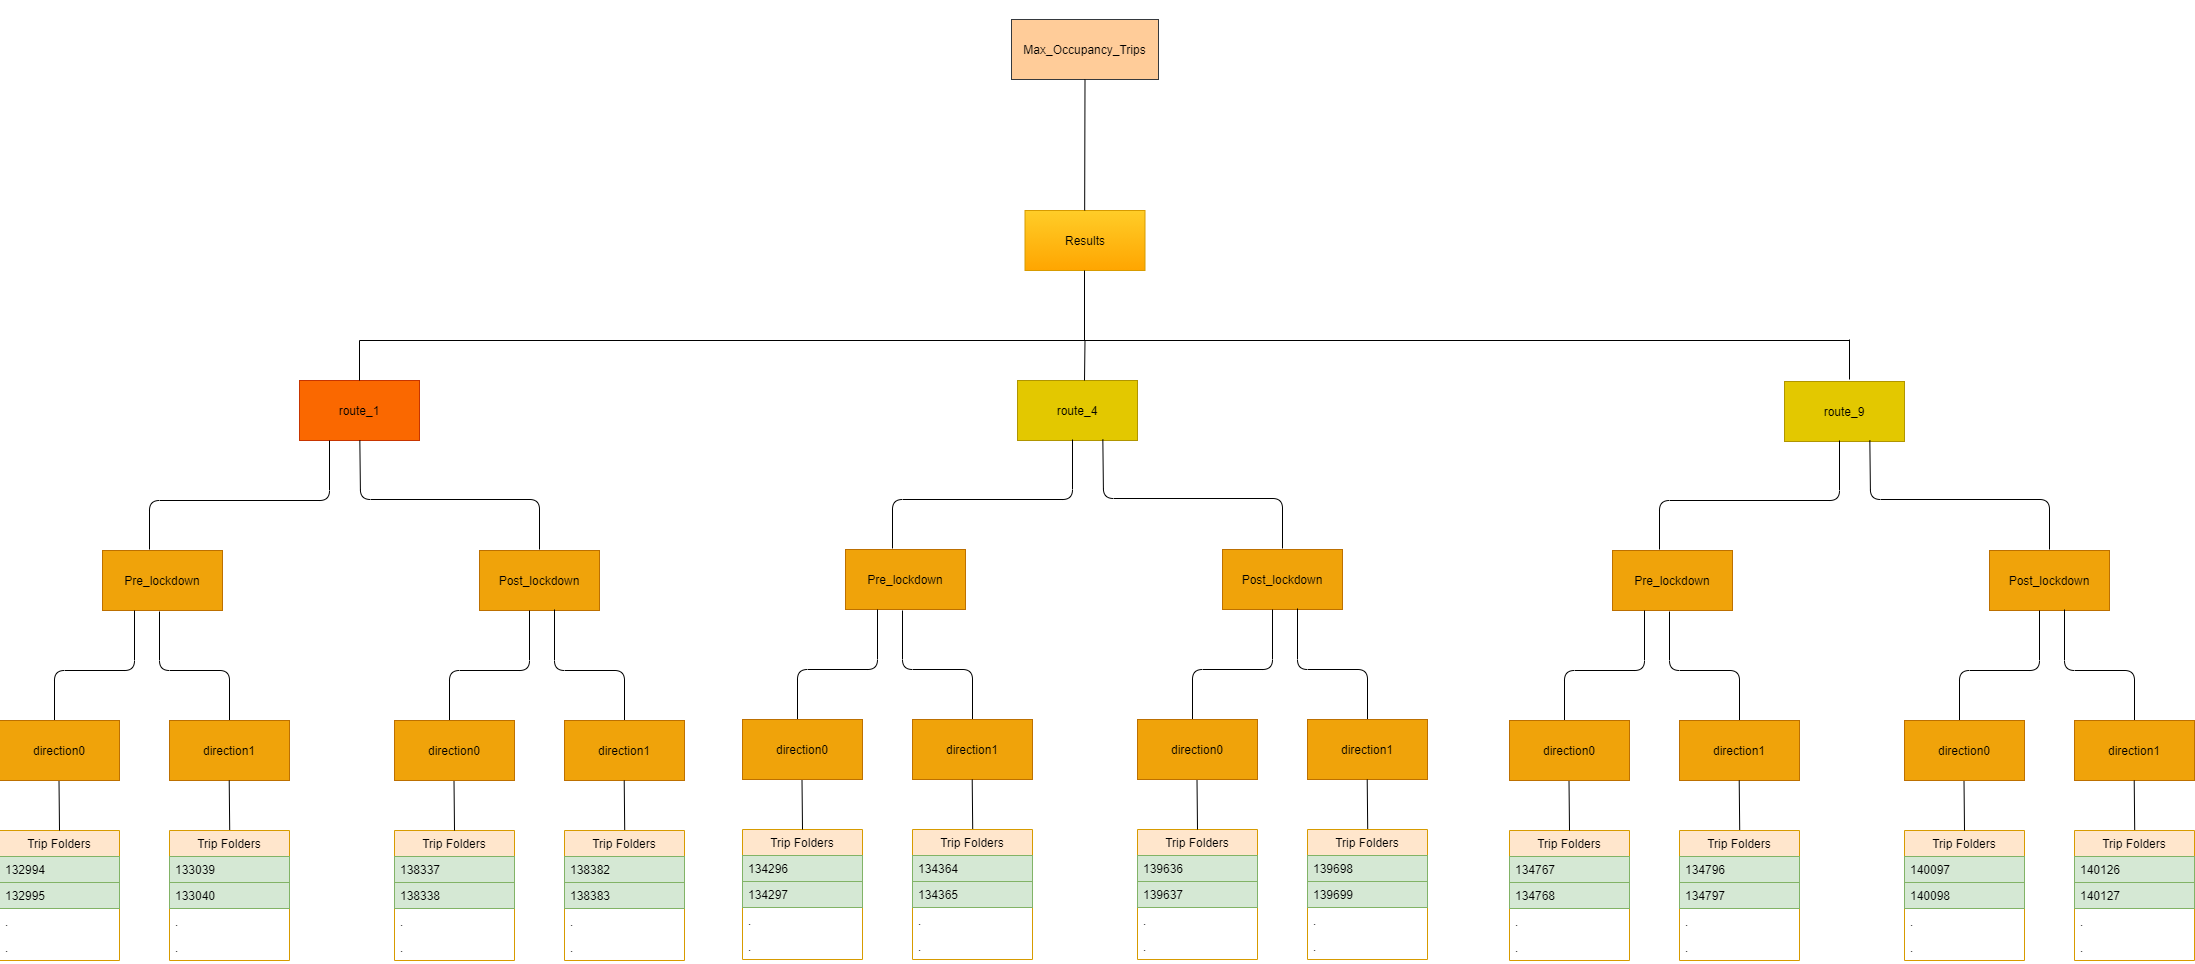 Max_Occupancy_Trips
Results
route_1
route_4
route_9
Pre_lockdown
Post_lockdown
Pre_lockdown
Post_lockdown
Pre_lockdown
Post_lockdown
direction0
direction1
direction0
direction1
direction0
direction1
direction0
direction1
direction0
direction1
direction0
direction1
Trip Folders
132994
132995
.
.
Trip Folders
133039
133040
.
.
Trip Folders
138337
138338
.
.
Trip Folders
138382
138383
.
.
Trip Folders
134296
134297
.
.
Trip Folders
134364
134365
.
.
Trip Folders
139636
139637
.
.
Trip Folders
139698
139699
.
.
Trip Folders
134767
134768
.
.
Trip Folders
134796
134797
.
.
Trip Folders
140097
140098
.
.
Trip Folders
140126
140127
.
.